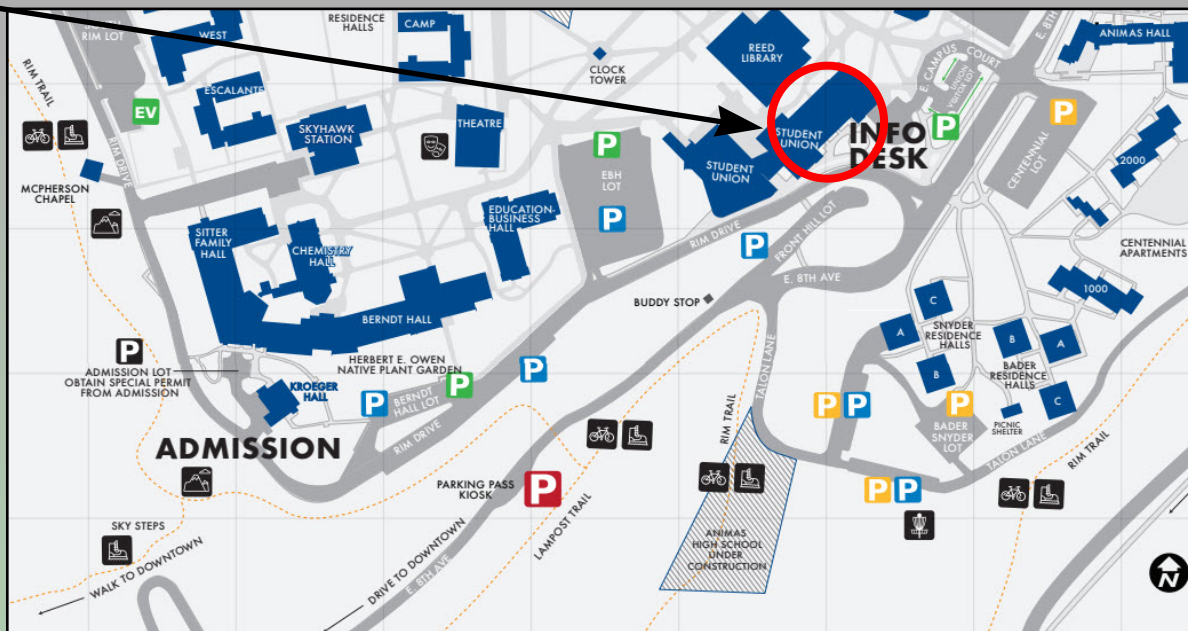 RESIDENCE
HALLS
CAMP
WEST
RIM LOT
ANIMAS HALL
E. 8TH
REED
LIBRARY
CLOCK
TOWER
E. CAMPUS
COURT
UNION
RIM TRAIL
ESCALANTE
EV
SKYHAWK
STATION
THEATRE
P
EBH
LOT
P
STUDENT
UNION
STUDENT
UNION
INFO
DESK
P
P
CENTENNIAL
LOT
2000
RIM DRIVE
MCPHERSON
CHAPEL
SITTER
FAMILY
HALL
CHEMISTRY
HALL
EDUCATION-
BUSINESS
HALL
RIM DRIVE
P
FRONT HILL LOT
E. 8TH AVE
CENTENNIAL
APARTMENTS
1000
BUDDY STOP
BERNDT HALL
C
A
B
SNYDER
RESIDENCE
HALLS
B
A
C
BADER
RESIDENCE
HALLS
PICNIC
SHELTER
P
ADMISSION LOT
OBTAIN SPECIAL PERMIT
FROM ADMISSION
HERBERT E. OWEN
NATIVE PLANT GARDEN
KROEGER
HALL
P
BERNDT
HALL LOT
P
P
RIM DRIVE
TALON LANE
RIM TRAIL
P P
P
BADER
SNYDER
LOT
TALON LANE
RIM TRAIL
ADMISSION
PARKING PASS
KIOSK
P
LAMPOST TRAIL
P P
SKY STEPS
WALK TO DOWNTOWN
DRIVE TO DOWNTOWN
E. 8TH AVE
ANIMAS
HIGH SCHOOL
UNDER
CONSTRUCTION
N